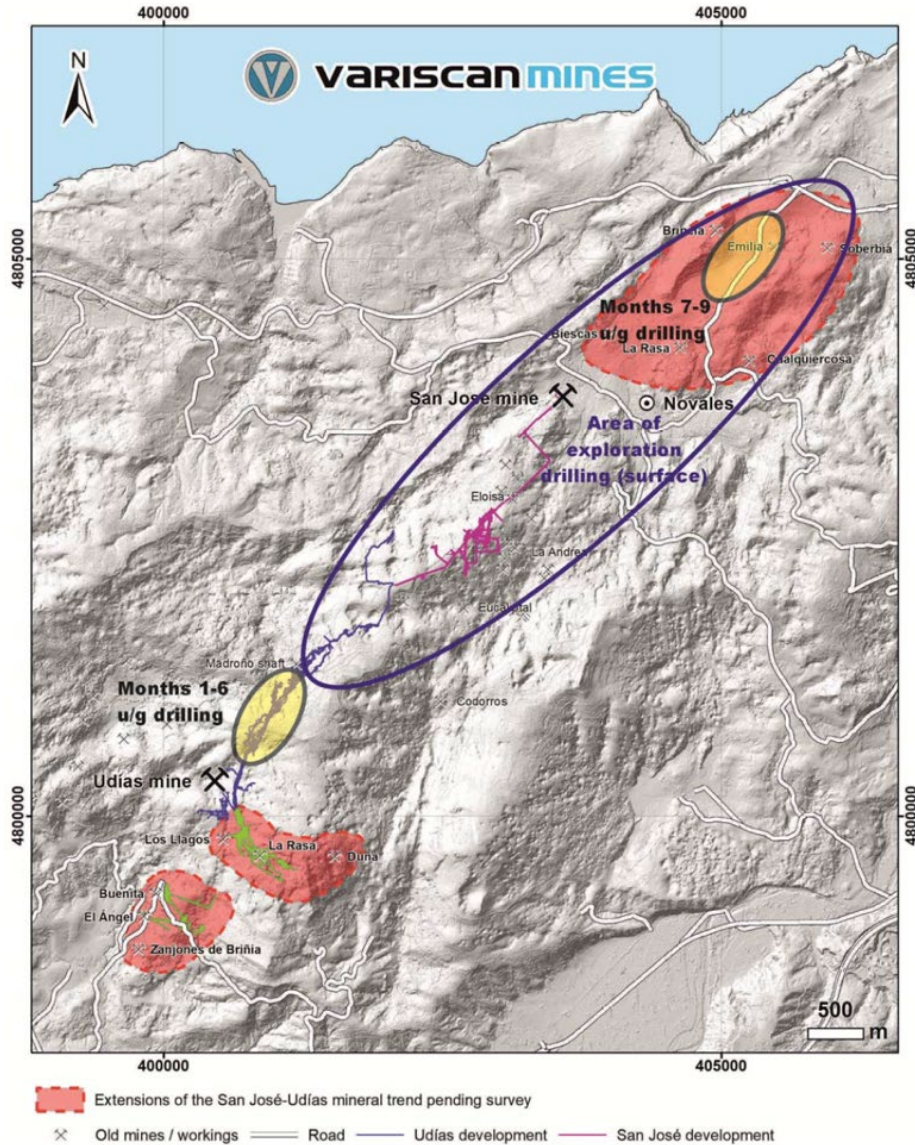 400000
405000
N
VARISCAN MINES
Brinala
Emilia
Soberbia
4805000
4805000
Months 7-9
u/g drilling
Biescas
La Rasa
Cualquiercosa
San José mine
Novales
Area of
exploration
drilling (surface)
Eloisa
La Andrea
Eucaliptal
Madroño shaft
Months 1-6
u/g drilling
Codorros
Udías mine
4800000
4800000
Los Llagos
La Rasa
Duña
Buenita
El Ángel
Zanjones de Briñia
500
m
400000
405000
Extensions of the San José-Udías mineral trend pending survey
Old mines / workings
Road
Udías development
San José development